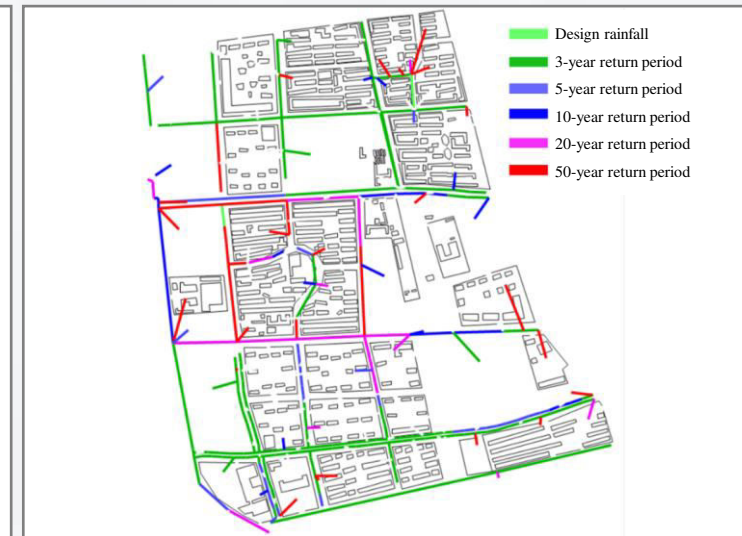 Design rainfall
3-year return period
5-year return period
10-year return period
20-year return period
50-year return period